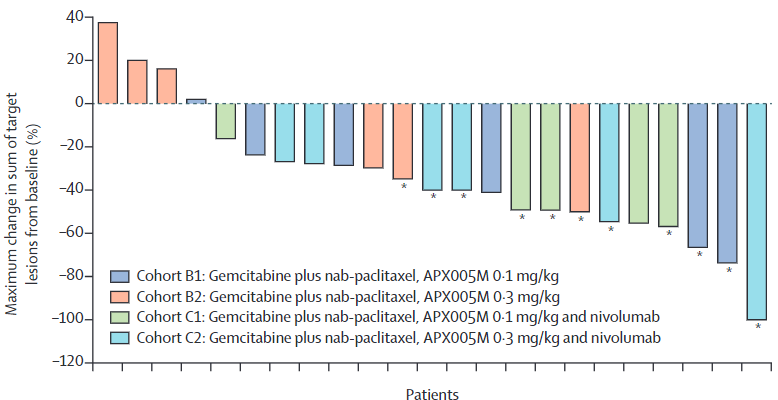 Maximum change in sum of target
lesions from baseline (%)
40
20
0
–20
–40
–60
–80
–100
–120
* * * * * * * * * * *
Cohort B1: Gemcitabine plus nab-paclitaxel, APX005M 0·1 mg/kg
Cohort B2: Gemcitabine plus nab-paclitaxel, APX005M 0·3 mg/kg
Cohort C1: Gemcitabine plus nab-paclitaxel, APX005M 0·1 mg/kg and nivolumab
Cohort C2: Gemcitabine plus nab-paclitaxel, APX005M 0·3 mg/kg and nivolumab
Patients